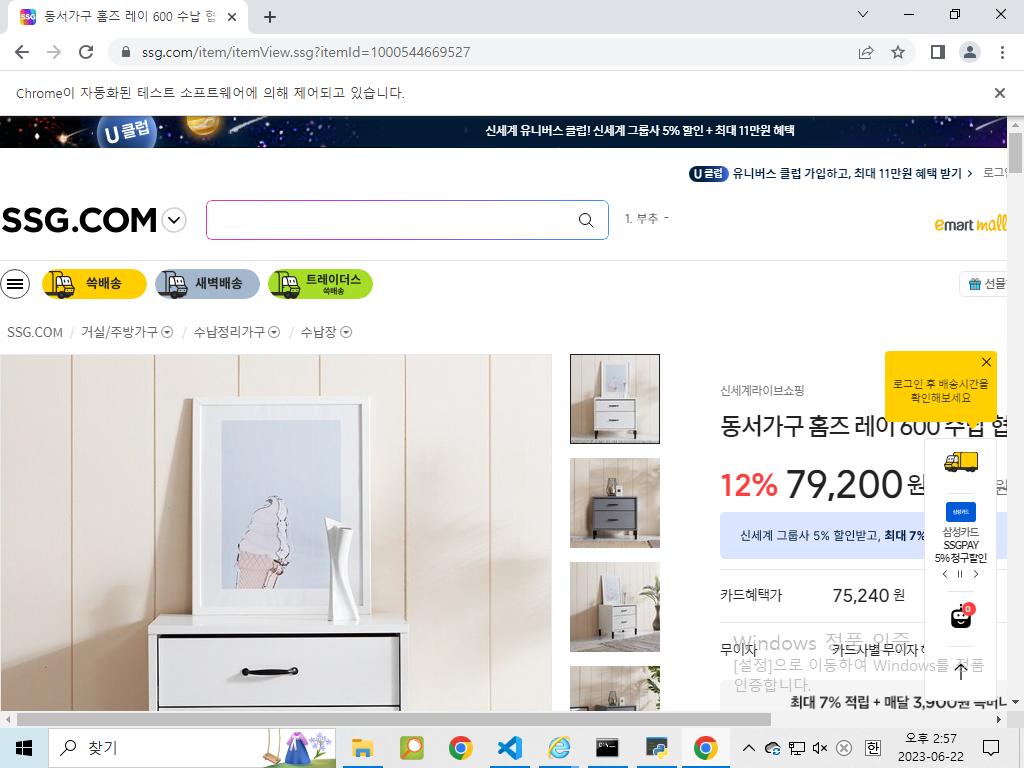 동서가구 홈즈 레이 600 수납 협
ssg.com/item/itemView.ssg?itemId=1000544669527
Chrome이 자동화된 테스트 소프트웨어에 의해 제어되고 있습니다.
U 클럽
신세계 유니버스 클럽! 신세계 그룹사 5% 할인 + 최대 11만원 혜택
U 클럽 유니버스 클럽 가입하고, 최대 11만원 혜택 받기 >
SSG.COM
1. 부추 -
emart mall
쓱배송
새벽배송
트레이더스
쓱배송
선물
SSG.COM / 거실/주방가구 / 수납정리가구 / 수납장
로그인 후 배송시간을
확인해보세요
신세계라이브쇼핑
동서가구 홈즈 레이 600 수납 협
12% 79,200 원
원
신세계 그룹사 5% 할인받고, 최대 7%
삼성카드
삼성카드
SSGPAY
5% 청구할인
카드혜택가 75,240 원
0
무이자 카드사별 무이자
Windows 정품 인증
[설정]으로 이동하여 Windows를 정품
인증합니다.
최대 7% 적립 + 매달 3,900원
찾기
오후 2:57
한
2023-06-22